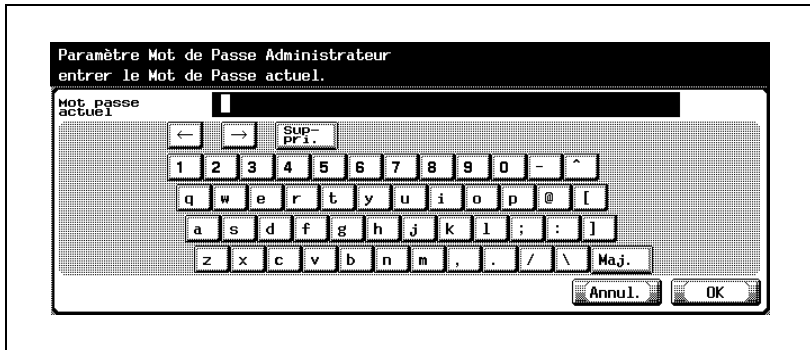 Paramètre Mot de Passe Administrateur
entrer le Mot de Passe actuel.
Mot passe
actuel
← → Sup-
pri.
1 2 3 4 5 6 7 8 9 0 - ^
q w e r t y u i o p @ [
a s d f g h j k l ; : ]
z x c v b n m , . / \ Maj.
Annul. OK